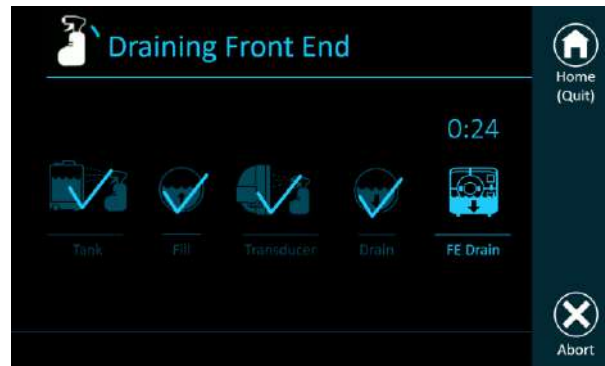 Draining Front End
Home
(Quit)
0:24
Tank
Fill
Transducer
Drain
FE Drain
Abort